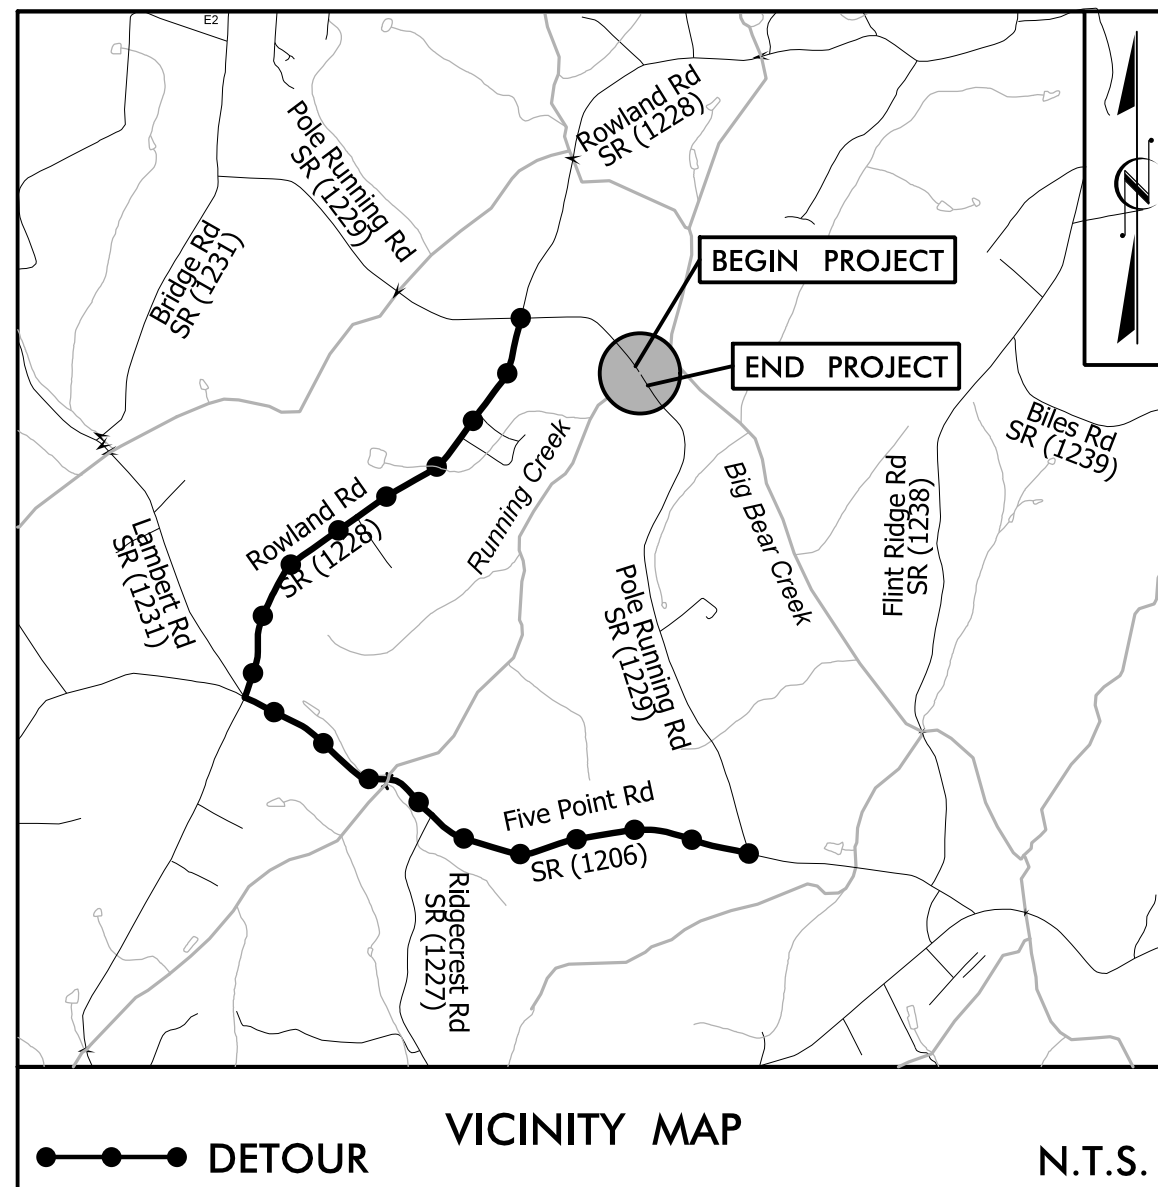 E2
Rowland Rd
SR (1228)
Pole Running Rd
SR (1229)
Bridge Rd
SR (1231)
N
BEGIN PROJECT
END PROJECT
Biles Rd
SR (1239)
Running Creek
Big Bear Creek
Flint Ridge Rd
SR (1238)
Rowland Rd
SR (1228)
Lambert Rd
SR (1231)
Pole Running Rd
SR (1229)
Five Point Rd
SR (1206)
Ridgecrest Rd
SR (1227)
VICINITY MAP
DETOUR
N.T.S.